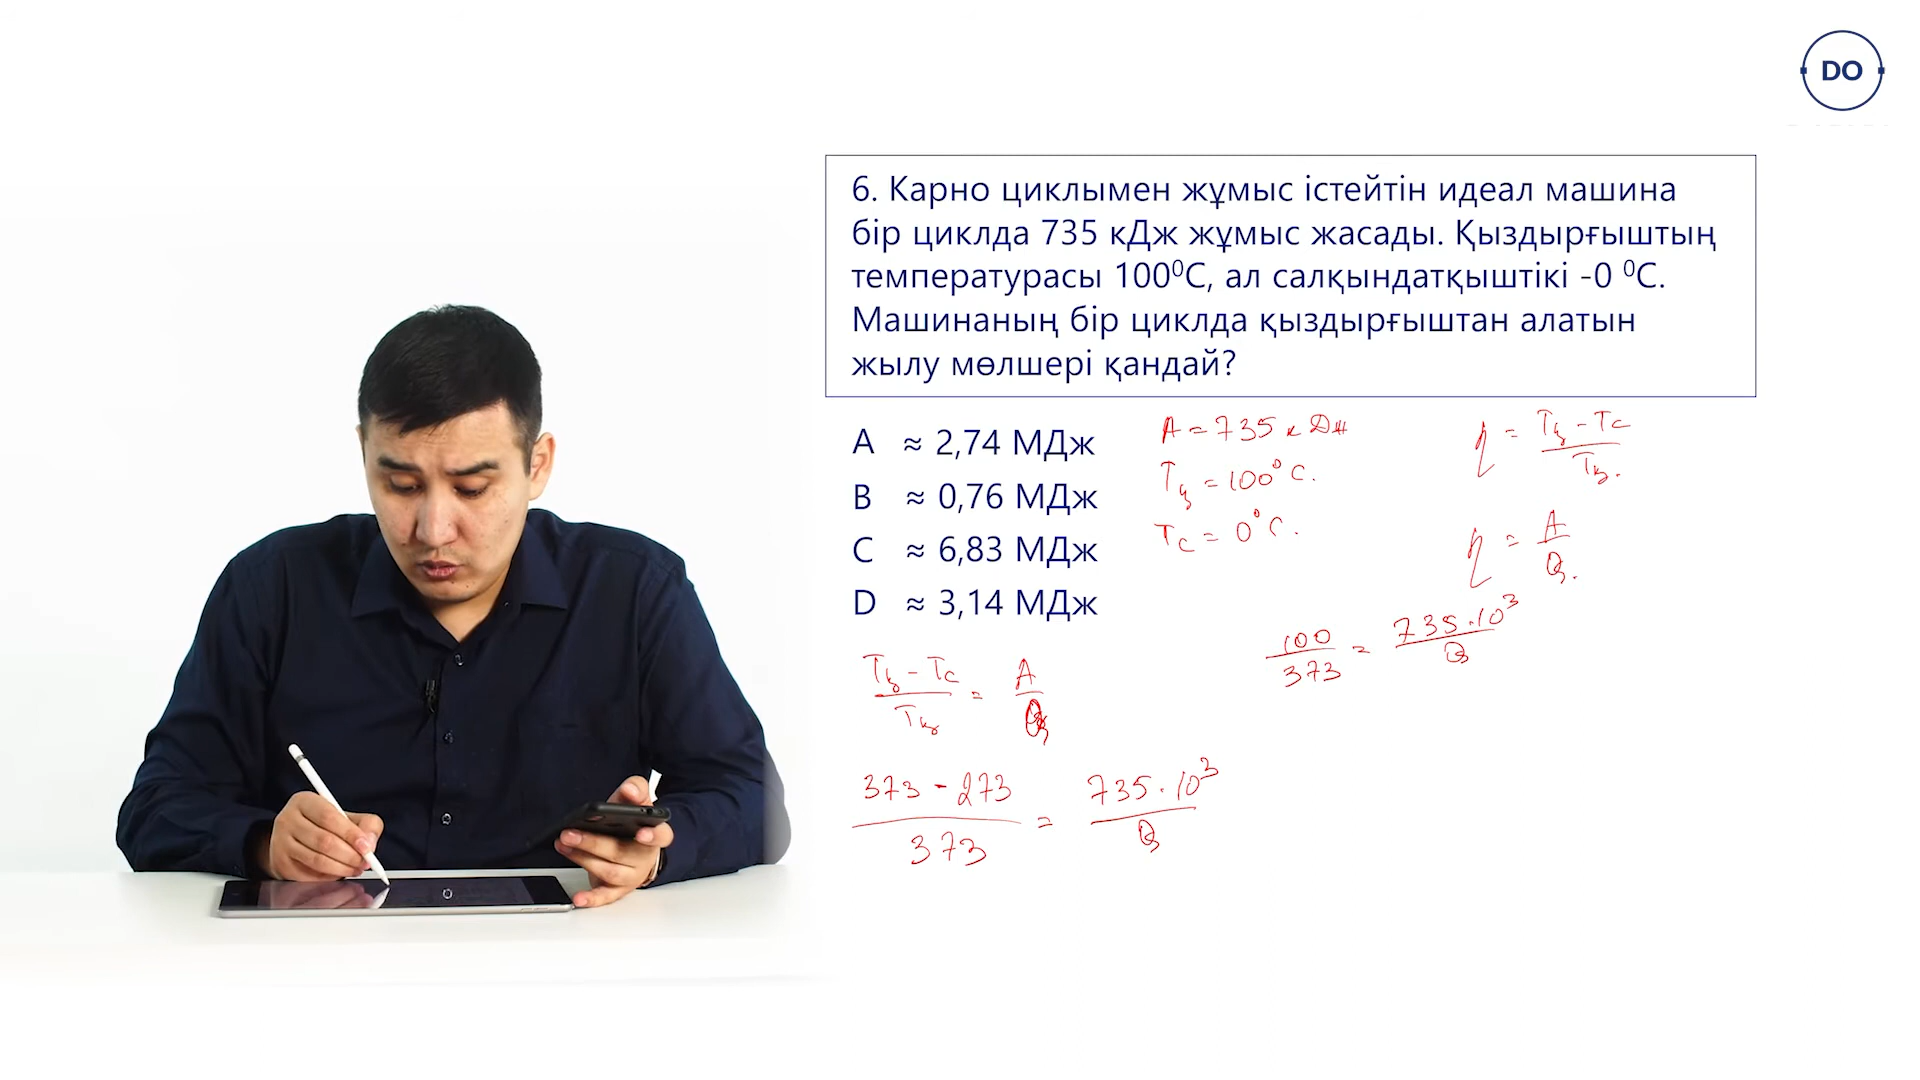 DO
6. Карно циклымен жұмыс істейтін идеал машина
бір циклда 735 кДж жұмыс жасады. Қыздырғыштың
температурасы 100⁰С, ал салқындатқыштікі -0 ⁰С.
Машинаның бір циклда қыздырғыштан алатын
жылу мөлшері қандай?
A ≈ 2,74 МДж
B ≈ 0,76 МДж
C ≈ 6,83 МДж
D ≈ 3,14 МДж
A = 735 кДж
Tқ = 100°C.
Tс = 0°C.
η = Tқ - Tс / Tқ.
η = A / Q.
100 / 373 = 735·10³ / Q
Tқ - Tс / Tқ = A / Q
373 - 273 / 373 = 735·10³ / Q